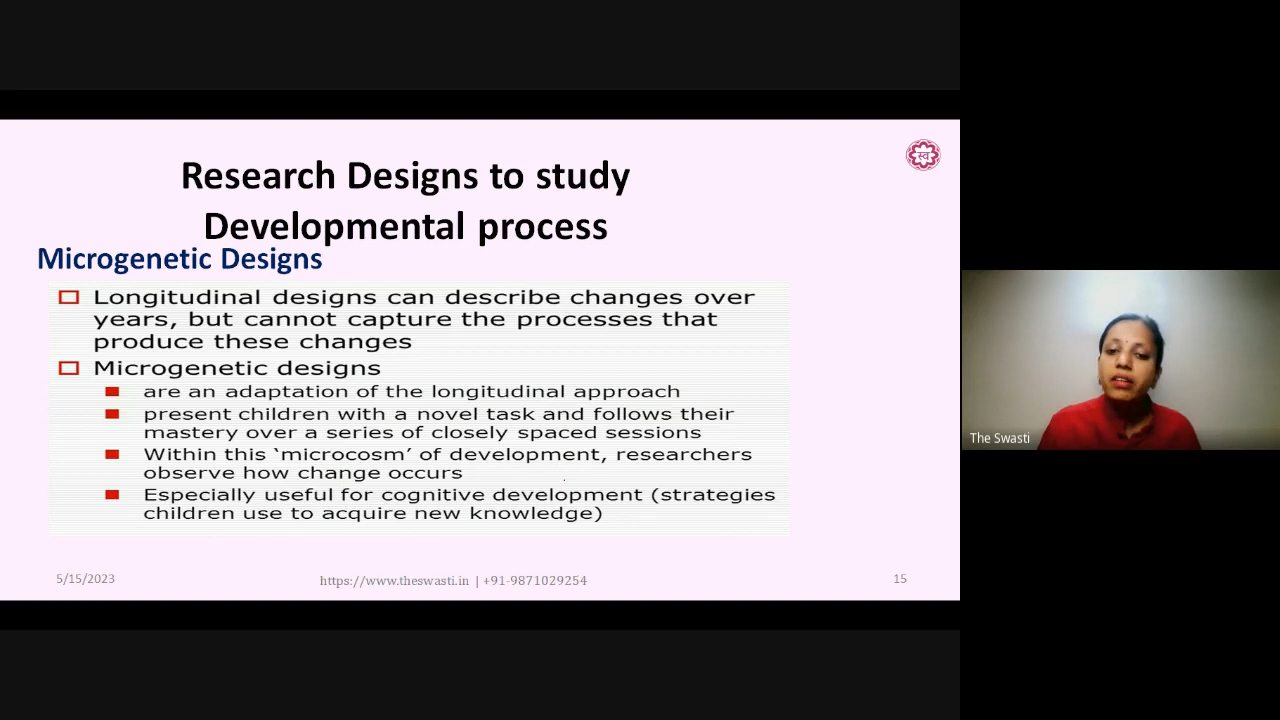 Research Designs to study
Developmental process
Microgenetic Designs
Longitudinal designs can describe changes over
years, but cannot capture the processes that
produce these changes
Microgenetic designs
are an adaptation of the longitudinal approach
present children with a novel task and follows their
mastery over a series of closely spaced sessions
Within this ‘microcosm’ of development, researchers
observe how change occurs
Especially useful for cognitive development (strategies
children use to acquire new knowledge)
5/15/2023
https://www.theswasti.in | +91-9871029254
15
स्व
The Swasti